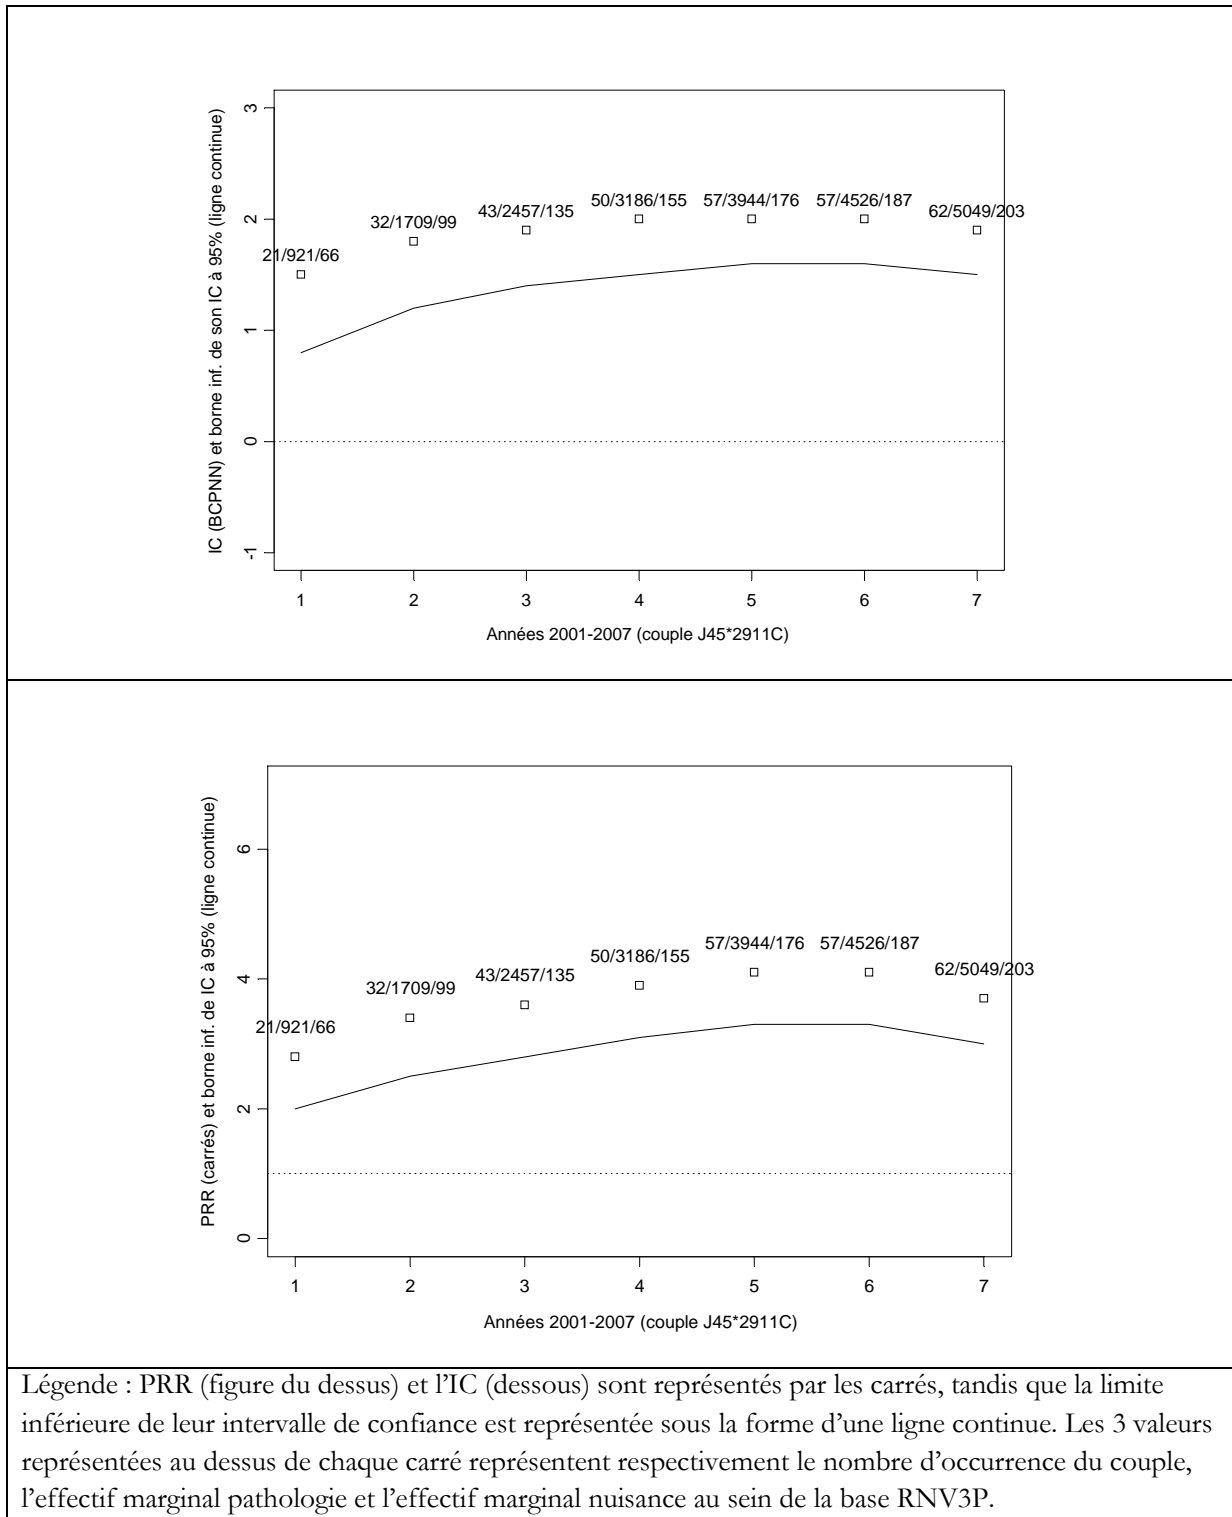 IC (BCPNN) et borne inf. de son IC à 95% (ligne continue)
3
2
1
0
-1
21/921/66
32/1709/99
43/2457/135
50/3186/155
57/3944/176
57/4526/187
62/5049/203
1 2 3 4 5 6 7
Années 2001-2007 (couple J45*2911C)
PRR (carrés) et borne inf. de IC à 95% (ligne continue)
6
4
2
0
21/921/66
32/1709/99
43/2457/135
50/3186/155
57/3944/176
57/4526/187
62/5049/203
1 2 3 4 5 6 7
Années 2001-2007 (couple J45*2911C)
Légende : PRR (figure du dessus) et l’IC (dessous) sont représentés par les carrés, tandis que la limite
inférieure de leur intervalle de confiance est représentée sous la forme d’une ligne continue. Les 3 valeurs
représentées au dessus de chaque carré représentent respectivement le nombre d’occurrence du couple,
l’effectif marginal pathologie et l’effectif marginal nuisance au sein de la base RNV3P.